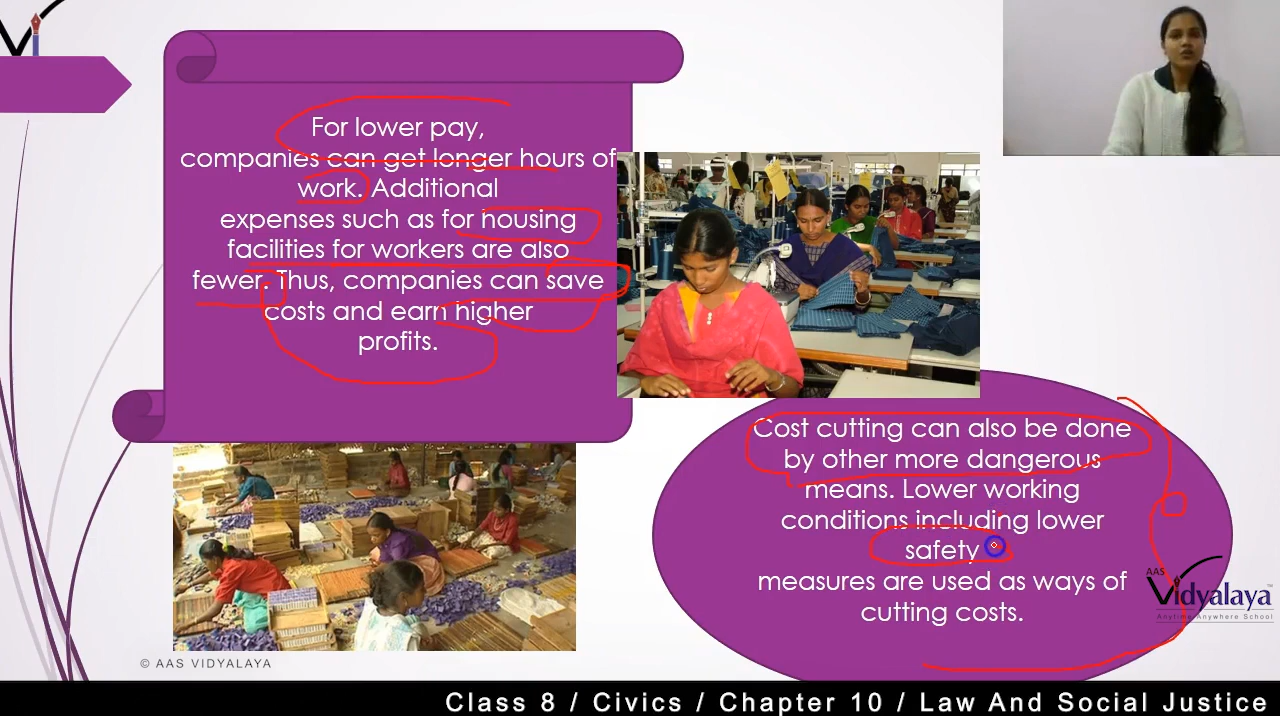 For lower pay,
companies can get longer hours of
work. Additional
expenses such as for housing
facilities for workers are also
fewer. Thus, companies can save
costs and earn higher
profits.
Cost cutting can also be done
by other more dangerous
means. Lower working
conditions including lower
safety
measures are used as ways of
cutting costs.
AAS
Vidyalaya
Anytime Anywhere School
© AAS VIDYALAYA
Class 8 / Civics / Chapter 10 / Law And Social Justice